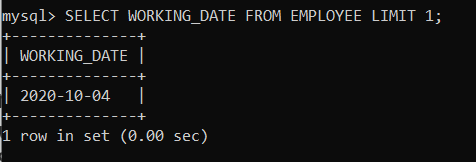 mysql> SELECT WORKING_DATE FROM EMPLOYEE LIMIT 1;
+--------------+
| WORKING_DATE |
+--------------+
| 2020-10-04   |
+--------------+
1 row in set (0.00 sec)